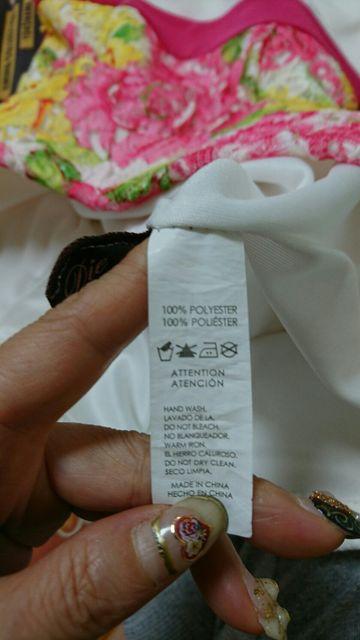 Die
100% POLYESTER
100% POLIÉSTER
ATTENTION
ATENCIÓN
HAND WASH.
LAVADO DE LA.
DO NOT BLEACH.
NO BLANQUEADOR.
WARM IRON.
EL HIERRO CALUROSO.
DO NOT DRY CLEAN.
SECO LIMPIA.
MADE IN CHINA
HECHO EN CHINA